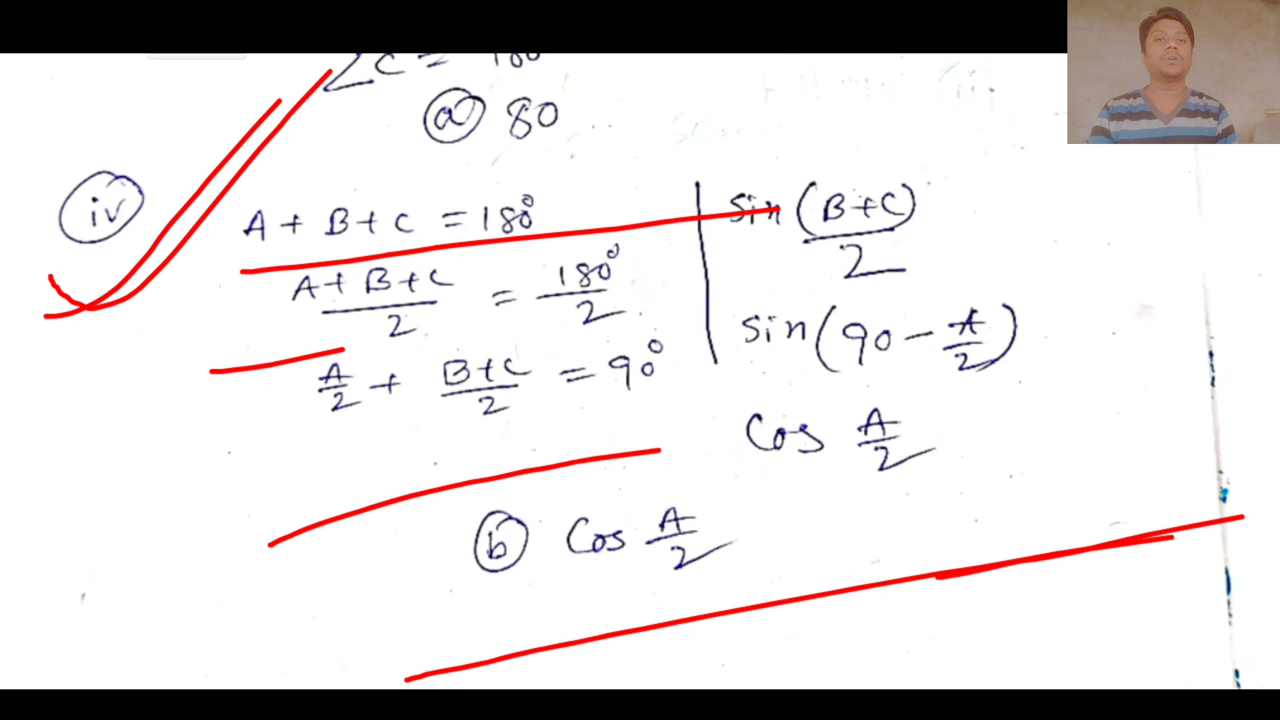 ∠C = 180
(a) 80
(iv)
A + B + C = 180°
(A + B + C)/2 = 180°/2
A/2 + (B+C)/2 = 90°
sin (B+C)/2
sin (90 - A/2)
cos A/2
(b) cos A/2